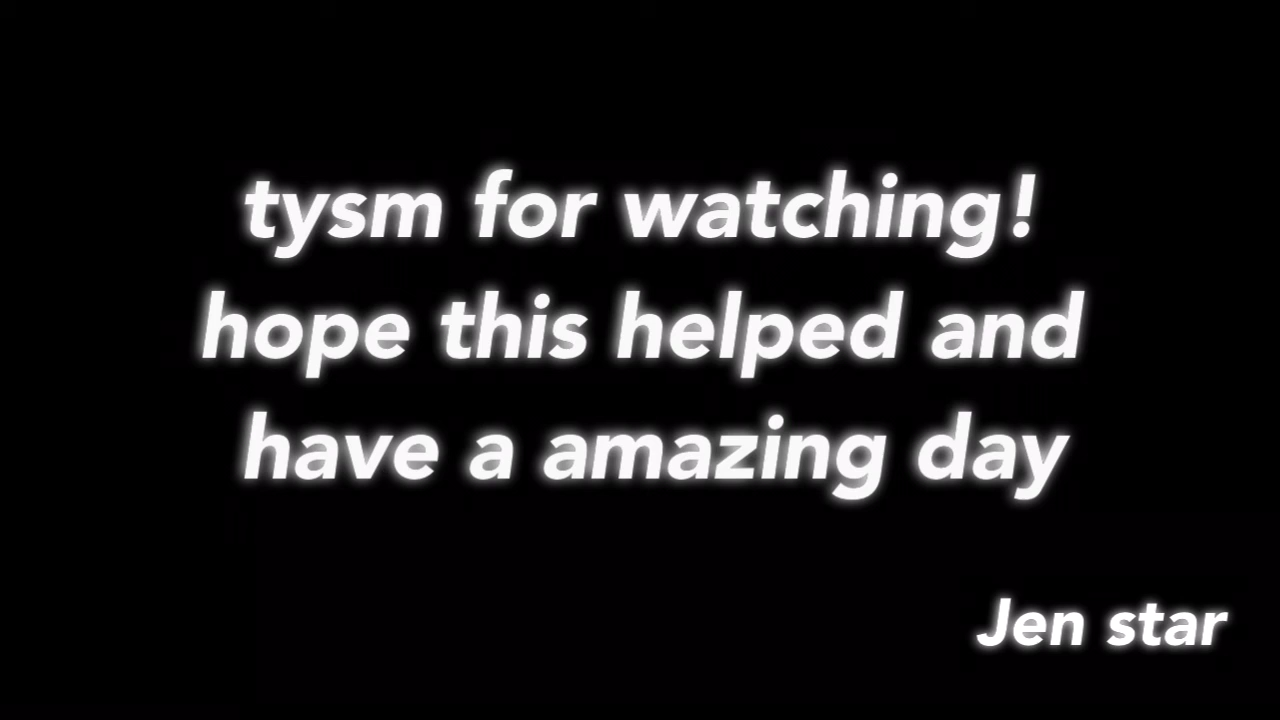 tysm for watching!
hope this helped and
have a amazing day
Jen star